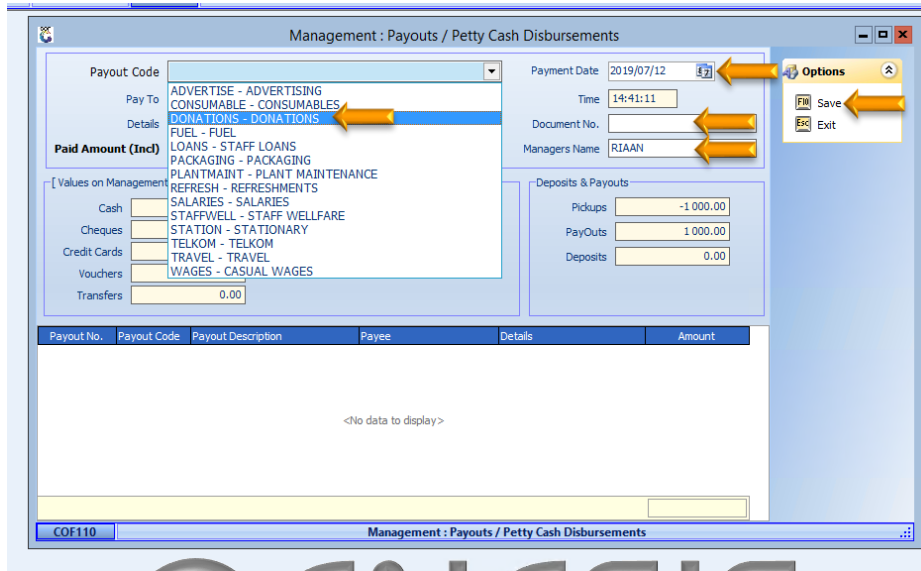 Management : Payouts / Petty Cash Disbursements
Payout Code
Payment Date 2019/07/12
Pay To
Time 14:41:11
Details
Document No.
Paid Amount (Incl)
Managers Name RIAAN
ADVERTISE - ADVERTISING
CONSUMABLE - CONSUMABLES
DONATIONS - DONATIONS
FUEL - FUEL
LOANS - STAFF LOANS
PACKAGING - PACKAGING
PLANTMAINT - PLANT MAINTENANCE
REFRESH - REFRESHMENTS
SALARIES - SALARIES
STAFFWELL - STAFF WELLFARE
STATION - STATIONARY
TELKOM - TELKOM
TRAVEL - TRAVEL
WAGES - CASUAL WAGES
Options
F10 Save
Esc Exit
[ Values on Management
Cash
Cheques
Credit Cards
Vouchers
Transfers 0.00
Deposits & Payouts
Pickups -1 000.00
PayOuts 1 000.00
Deposits 0.00
Payout No. Payout Code Payout Description Payee Details Amount
<No data to display>
COF110 Management : Payouts / Petty Cash Disbursements